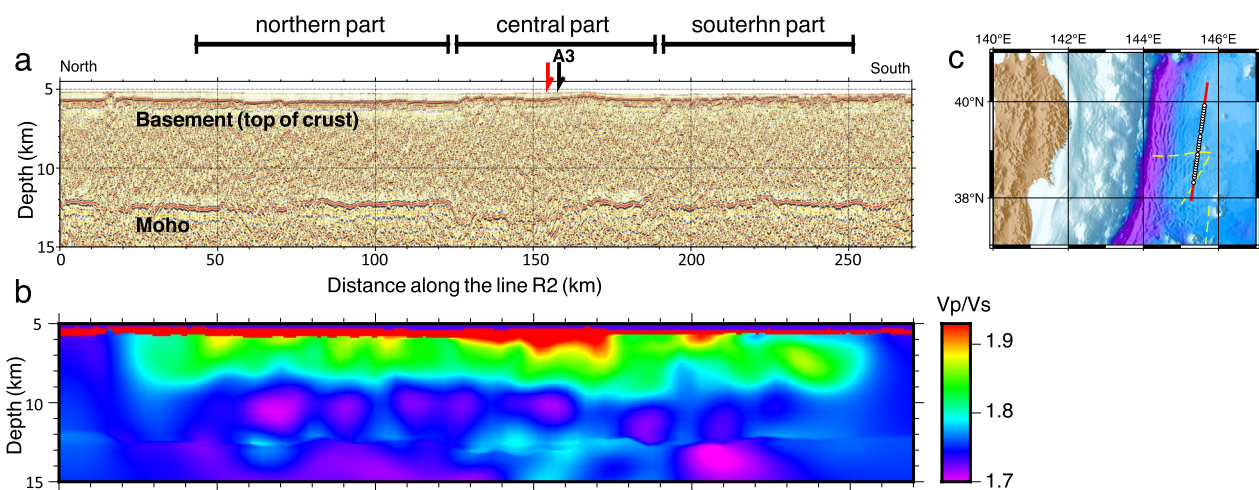 northern part central part souterhn part
a
North A3 South
5
10
15
Depth (km)
Basement (top of crust)
Moho
0 50 100 150 200 250
Distance along the line R2 (km)
b
5
10
15
Depth (km)
Vp/Vs
1.9
1.8
1.7
c
140°E 142°E 144°E 146°E
40°N
38°N